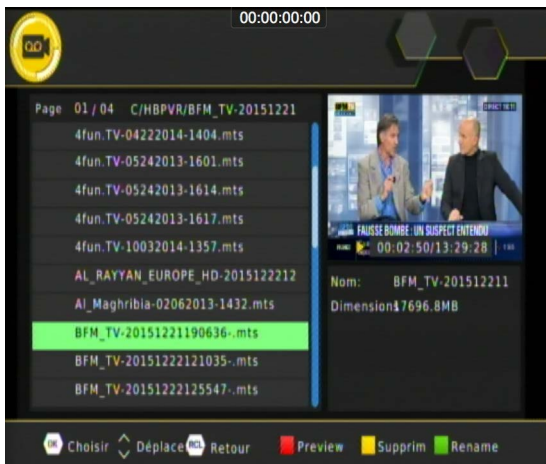 00:00:00:00
Page 01/04 C/HBPVR/BFM_TV-20151221
4fun.TV-04222014-1404.mts
4fun.TV-05242013-1601.mts
4fun.TV-05242013-1614.mts
4fun.TV-05242013-1617.mts
4fun.TV-10032014-1357.mts
AL_RAYYAN_EUROPE_HD-2015122212
Al_Maghribia-02062013-1432.mts
BFM_TV-20151221190636-.mts
BFM_TV-20151222121035-.mts
BFM_TV-20151222125547-.mts
FAUSSE BOMBE : UN SUSPECT ENTENDU
00:02:50/13:29:28
Nom: BFM_TV-201512211
Dimensions17696.8MB
OK Choisir Déplace RCL Retour Preview Supprim Rename